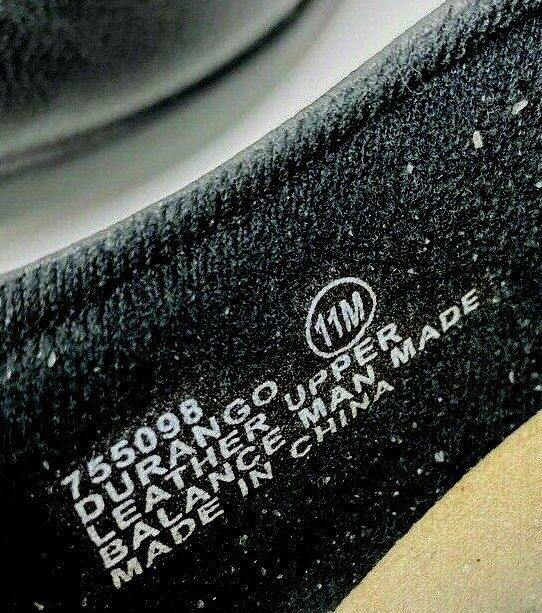 755098 11M
DURANGO
LEATHER UPPER
BALANCE MAN MADE
MADE IN CHINA